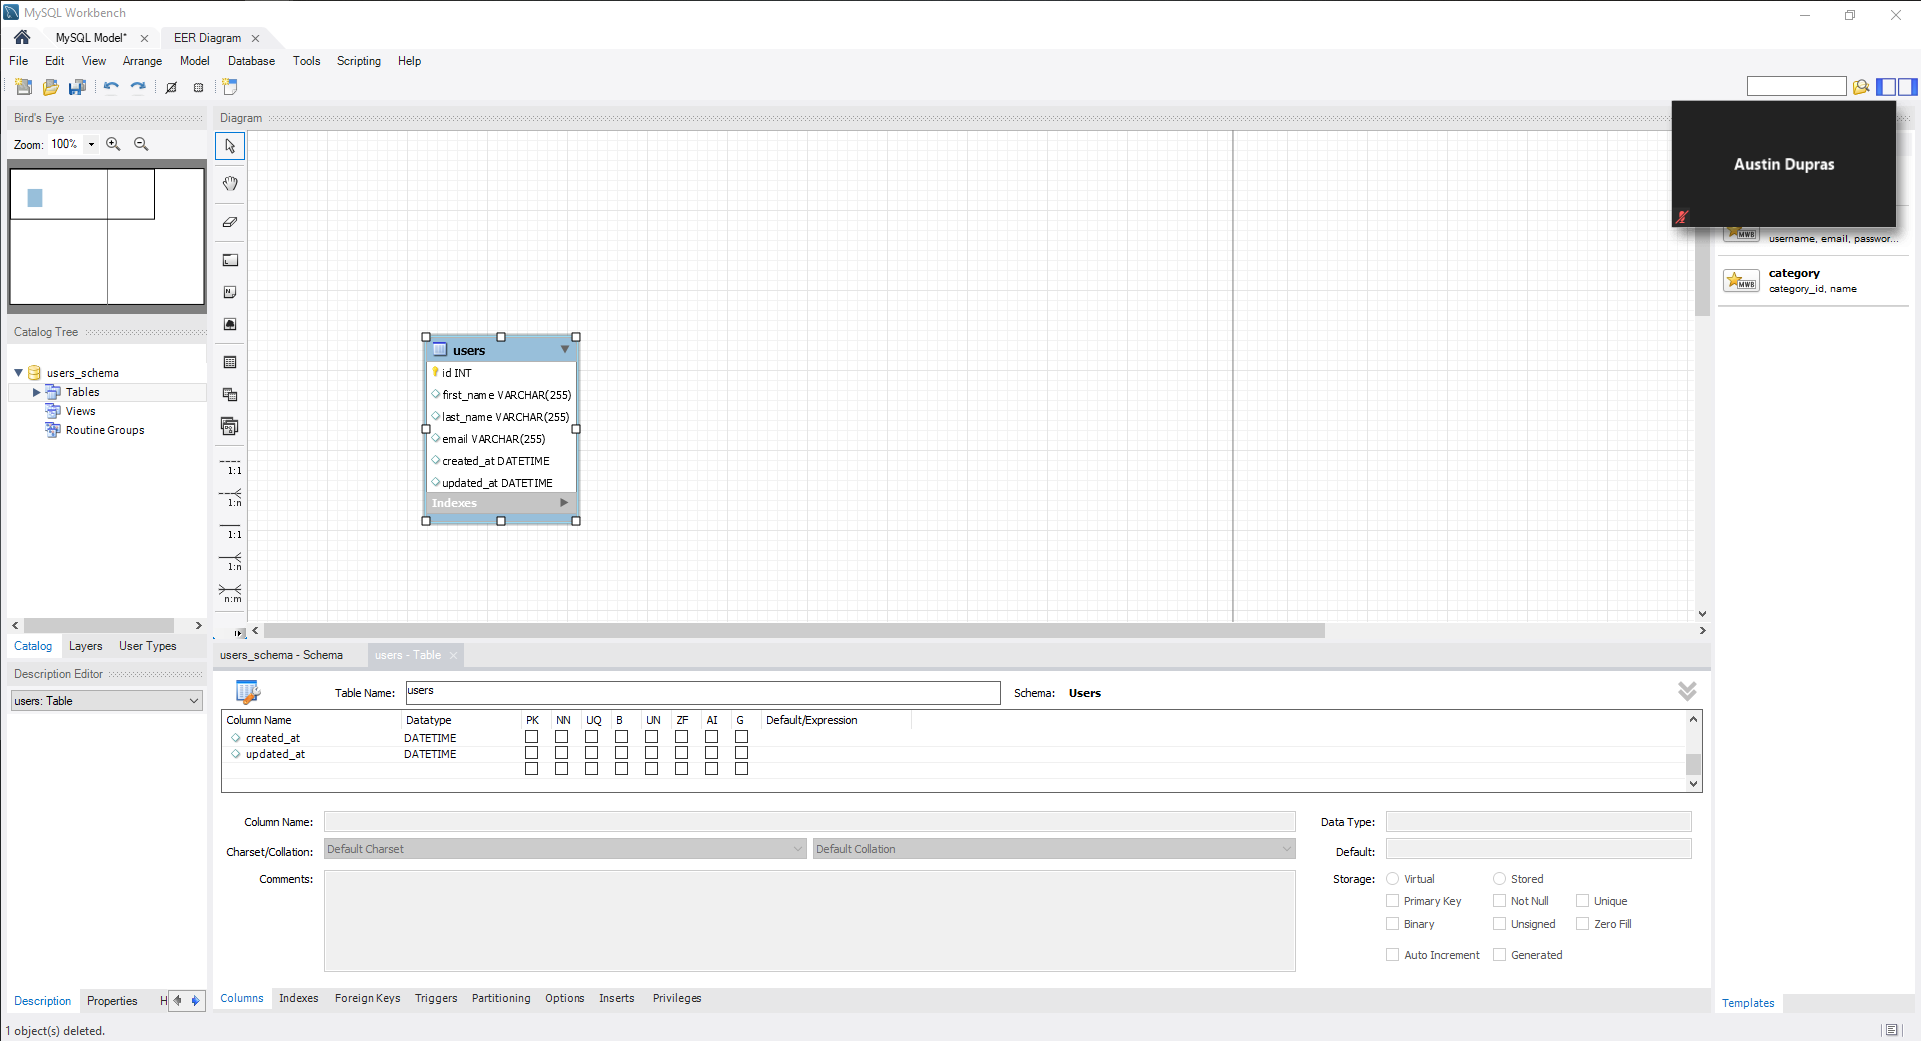 MySQL Workbench
MySQL Model*
EER Diagram
File Edit View Arrange Model Database Tools Scripting Help
Bird's Eye
Zoom: 100%
Catalog Tree
users_schema
Tables
Views
Routine Groups
Catalog Layers User Types
Description Editor
users: Table
Description Properties H
Diagram
1:1
1:n
1:1
1:n
n:m
users
id INT
first_name VARCHAR(255)
last_name VARCHAR(255)
email VARCHAR(255)
created_at DATETIME
updated_at DATETIME
Indexes
Austin Dupras
MWB
username, email, passwor...
MWB
category
category_id, name
Templates
users_schema - Schema
users - Table
Table Name: users
Schema: Users
Column Name Datatype PK NN UQ B UN ZF AI G Default/Expression
created_at DATETIME
updated_at DATETIME
Column Name:
Data Type:
Charset/Collation: Default Charset Default Collation
Default:
Comments:
Storage: Virtual Stored
Primary Key Not Null Unique
Binary Unsigned Zero Fill
Auto Increment Generated
Columns Indexes Foreign Keys Triggers Partitioning Options Inserts Privileges
1 object(s) deleted.